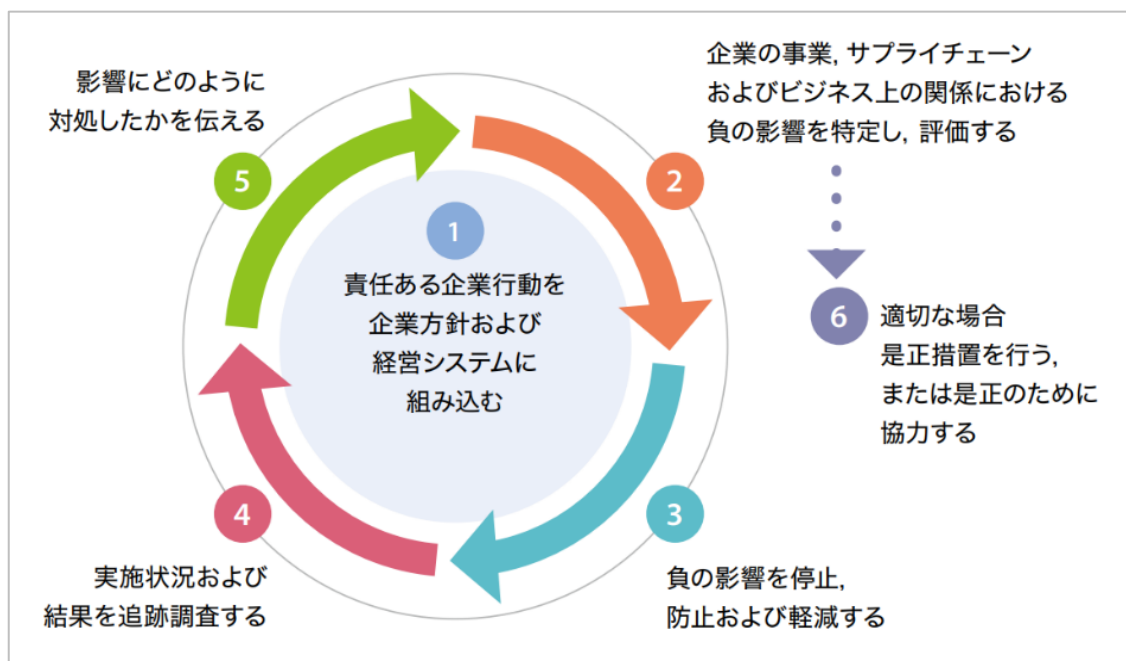 1
責任ある企業行動を
企業方針および
経営システムに
組み込む
2
企業の事業, サプライチェーン
およびビジネス上の関係における
負の影響を特定し, 評価する
3
負の影響を停止,
防止および軽減する
4
実施状況および
結果を追跡調査する
5
影響にどのように
対処したかを伝える
6
適切な場合
是正措置を行う,
または是正のために
協力する